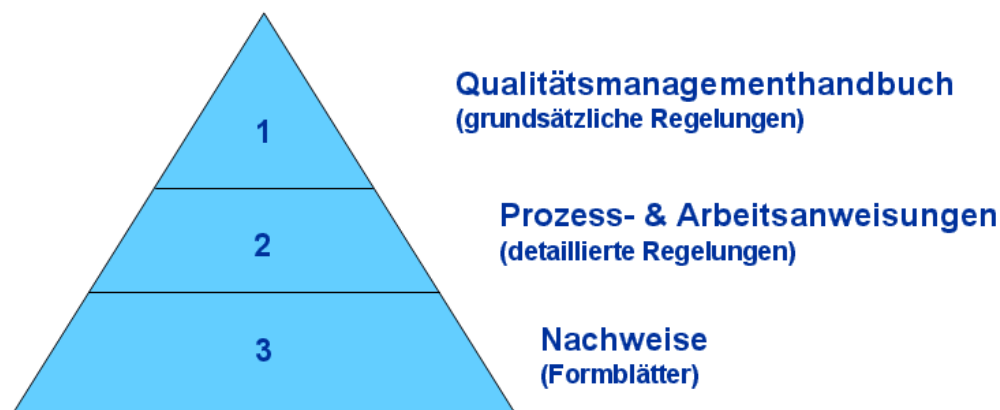 1
Qualitätsmanagementhandbuch
(grundsätzliche Regelungen)
2
Prozess- & Arbeitsanweisungen
(detaillierte Regelungen)
3
Nachweise
(Formblätter)